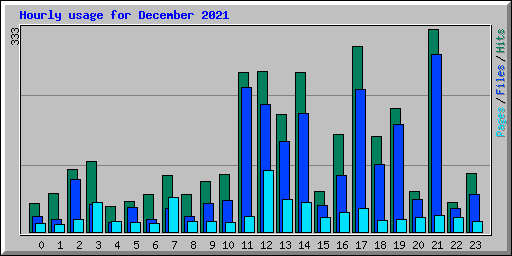 Hourly usage for December 2021
333
Pages/Files/Hits
0 1 2 3 4 5 6 7 8 9 10 11 12 13 14 15 16 17 18 19 20 21 22 23